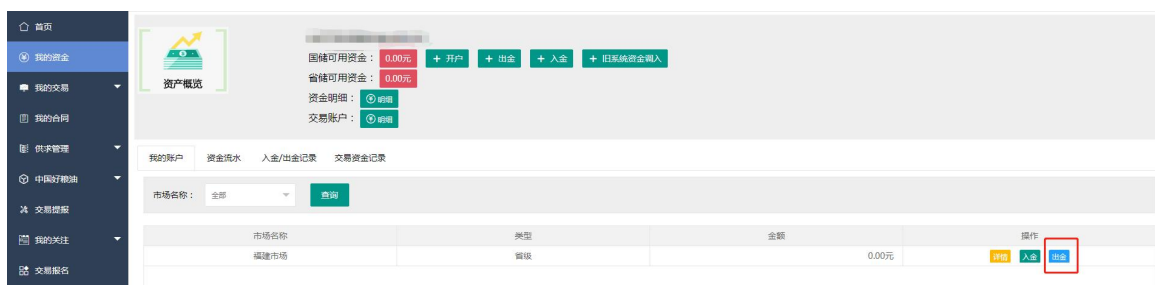 首页
我的资金
我的交易
我的合同
供求管理
中国好粮油
交易提报
我的关注
交易报名
资产概览
国储可用资金： 0.00元 + 开户 + 出金 + 入金 + 旧系统资金调入
省储可用资金： 0.00元
资金明细： 明细
交易账户： 明细
我的账户 资金流水 入金/出金记录 交易资金记录
市场名称： 全部 查询
市场名称 类型 金额 操作
福建市场 省级 0.00元 详情 入金 出金